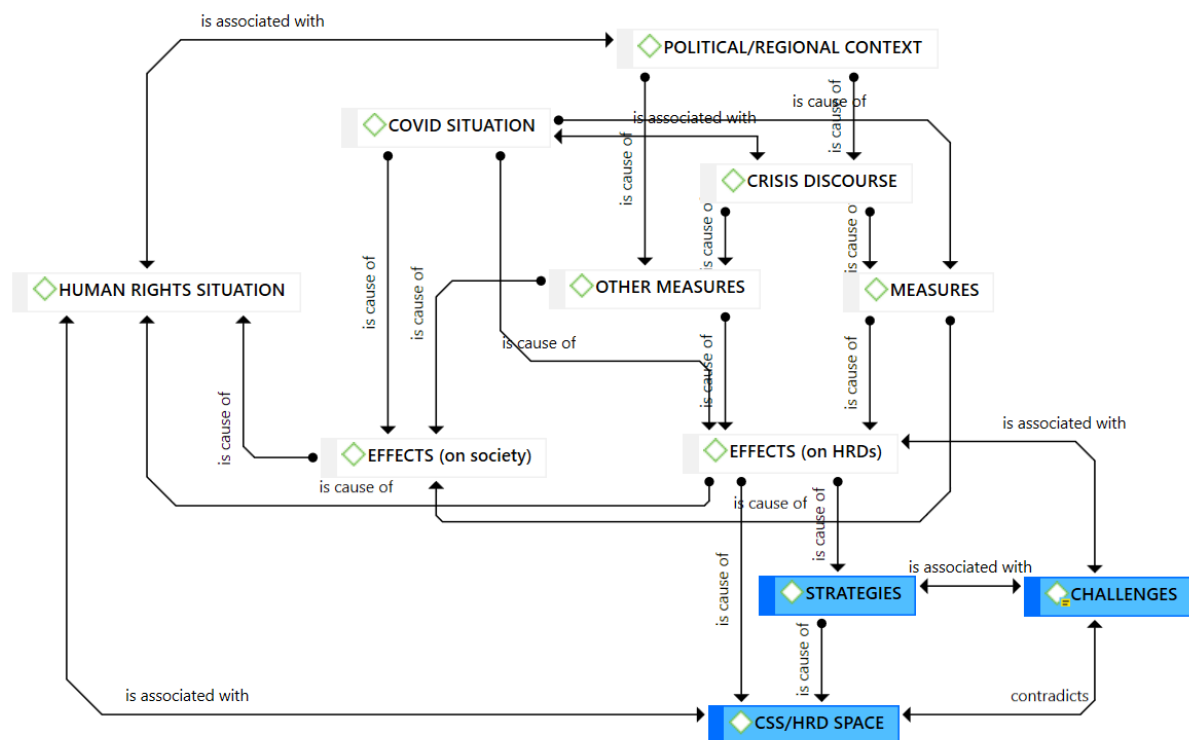 is associated with
POLITICAL/REGIONAL CONTEXT
is cause of
is cause of
is cause of
COVID SITUATION
is associated with
CRISIS DISCOURSE
is cause o
is cause o
HUMAN RIGHTS SITUATION
OTHER MEASURES
MEASURES
is cause of
is cause of
is cause of
is cause of
is cause of
is cause of
is associated with
EFFECTS (on society)
EFFECTS (on HRDs)
is cause of
is cause of
is cause of
is cause of
is associated with
STRATEGIES
CHALLENGES
is cause of
is associated with
contradicts
CSS/HRD SPACE